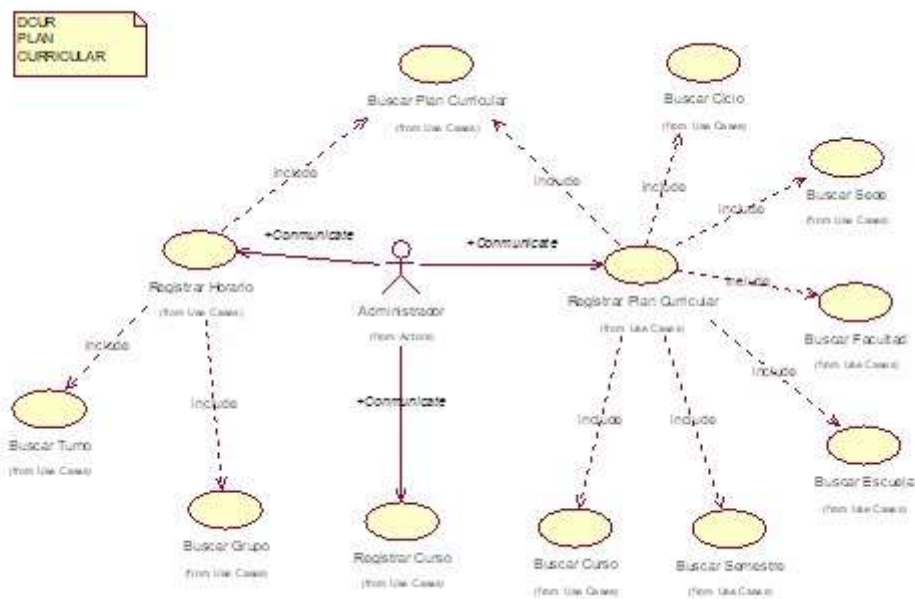 DCUR
PLAN
CURRICULAR
Buscar Plan Curricular
(from Use Cases)
Buscar Ciclo
(from Use Cases)
Include
Include
Include
Buscar Sede
(from Use Cases)
Include
+Conmunicate
+Conmunicate
Registrar Horario
(from Use Cases)
Administrador
(from Actors)
Registrar Plan Curricular
(from Use Cases)
Include
Buscar Facultad
(from Use Cases)
Include
Include
Buscar Turno
(from Use Cases)
Include
+Conmunicate
Include
Include
Buscar Escuela
(from Use Cases)
Buscar Grupo
(from Use Cases)
Registrar Curso
(from Use Cases)
Buscar Curso
(from Use Cases)
Buscar Semestre
(from Use Cases)